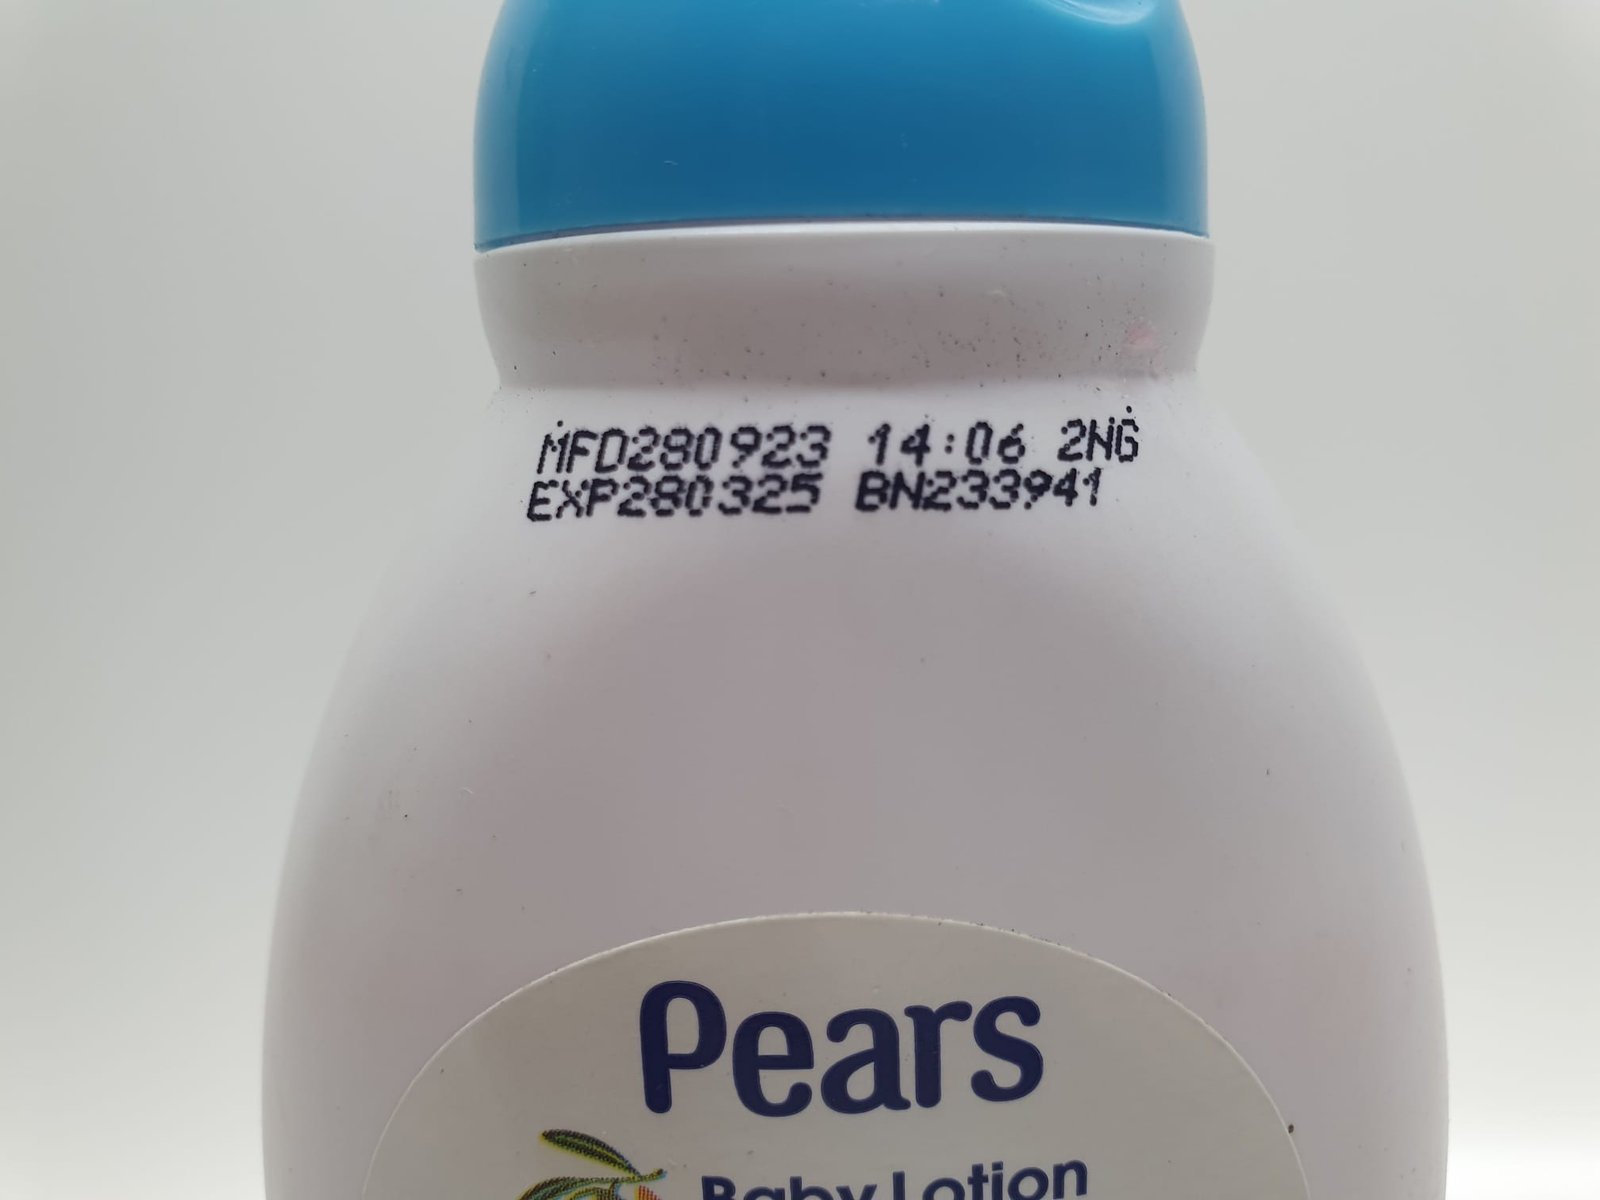 MFD280923 14:06 2NG
EXP280325 BN233941
Pears
Baby Lotion